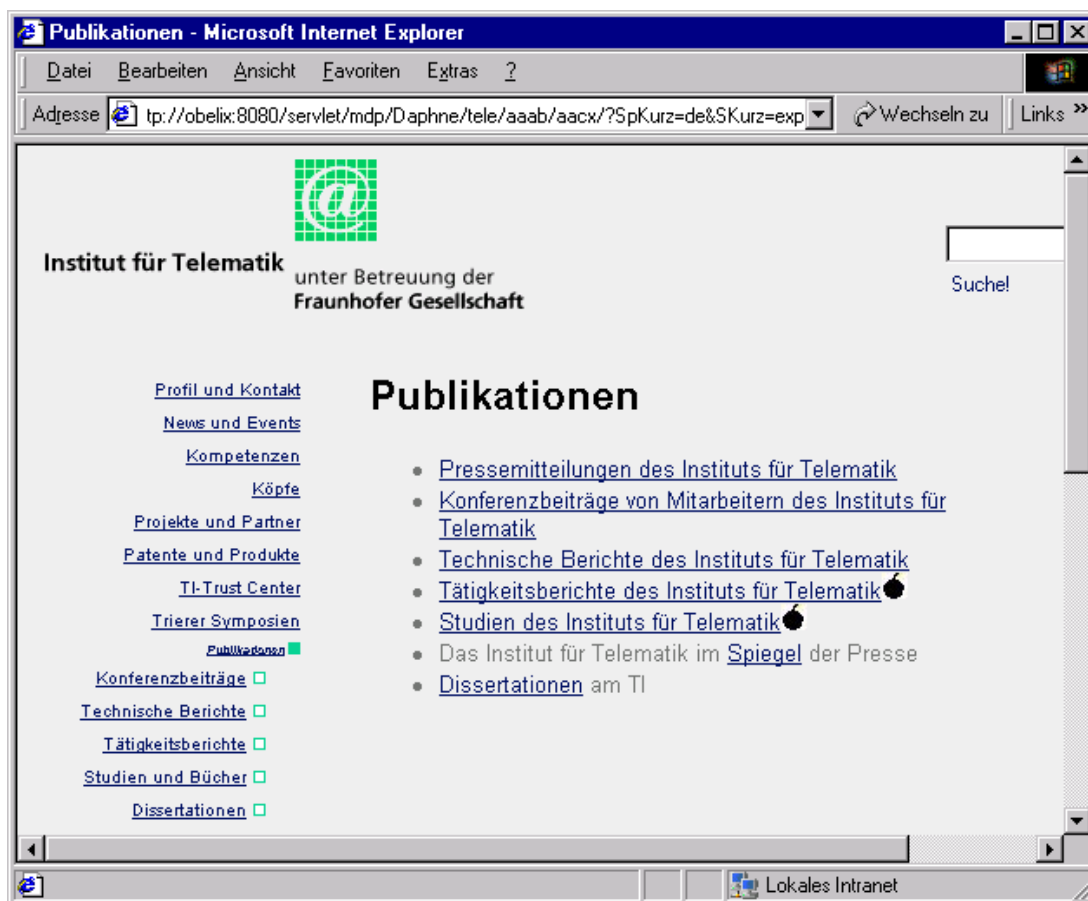 Publikationen - Microsoft Internet Explorer
Datei Bearbeiten Ansicht Favoriten Extras ?
Adresse tp://obelix:8080/servlet/mdp/Daphne/tele/aaab/aacx/?SpKurz=de&SKurz=exp Wechseln zu Links »
@
Institut für Telematik
unter Betreuung der
Fraunhofer Gesellschaft
Suche!
Profil und Kontakt
News und Events
Kompetenzen
Köpfe
Projekte und Partner
Patente und Produkte
TI-Trust Center
Trierer Symposien
Publikationen
Konferenzbeiträge
Technische Berichte
Tätigkeitsberichte
Studien und Bücher
Dissertationen
Publikationen
Pressemitteilungen des Instituts für Telematik
Konferenzbeiträge von Mitarbeitern des Instituts für
Telematik
Technische Berichte des Instituts für Telematik
Tätigkeitsberichte des Instituts für Telematik
Studien des Instituts für Telematik
Das Institut für Telematik im Spiegel der Presse
Dissertationen am TI
Lokales Intranet